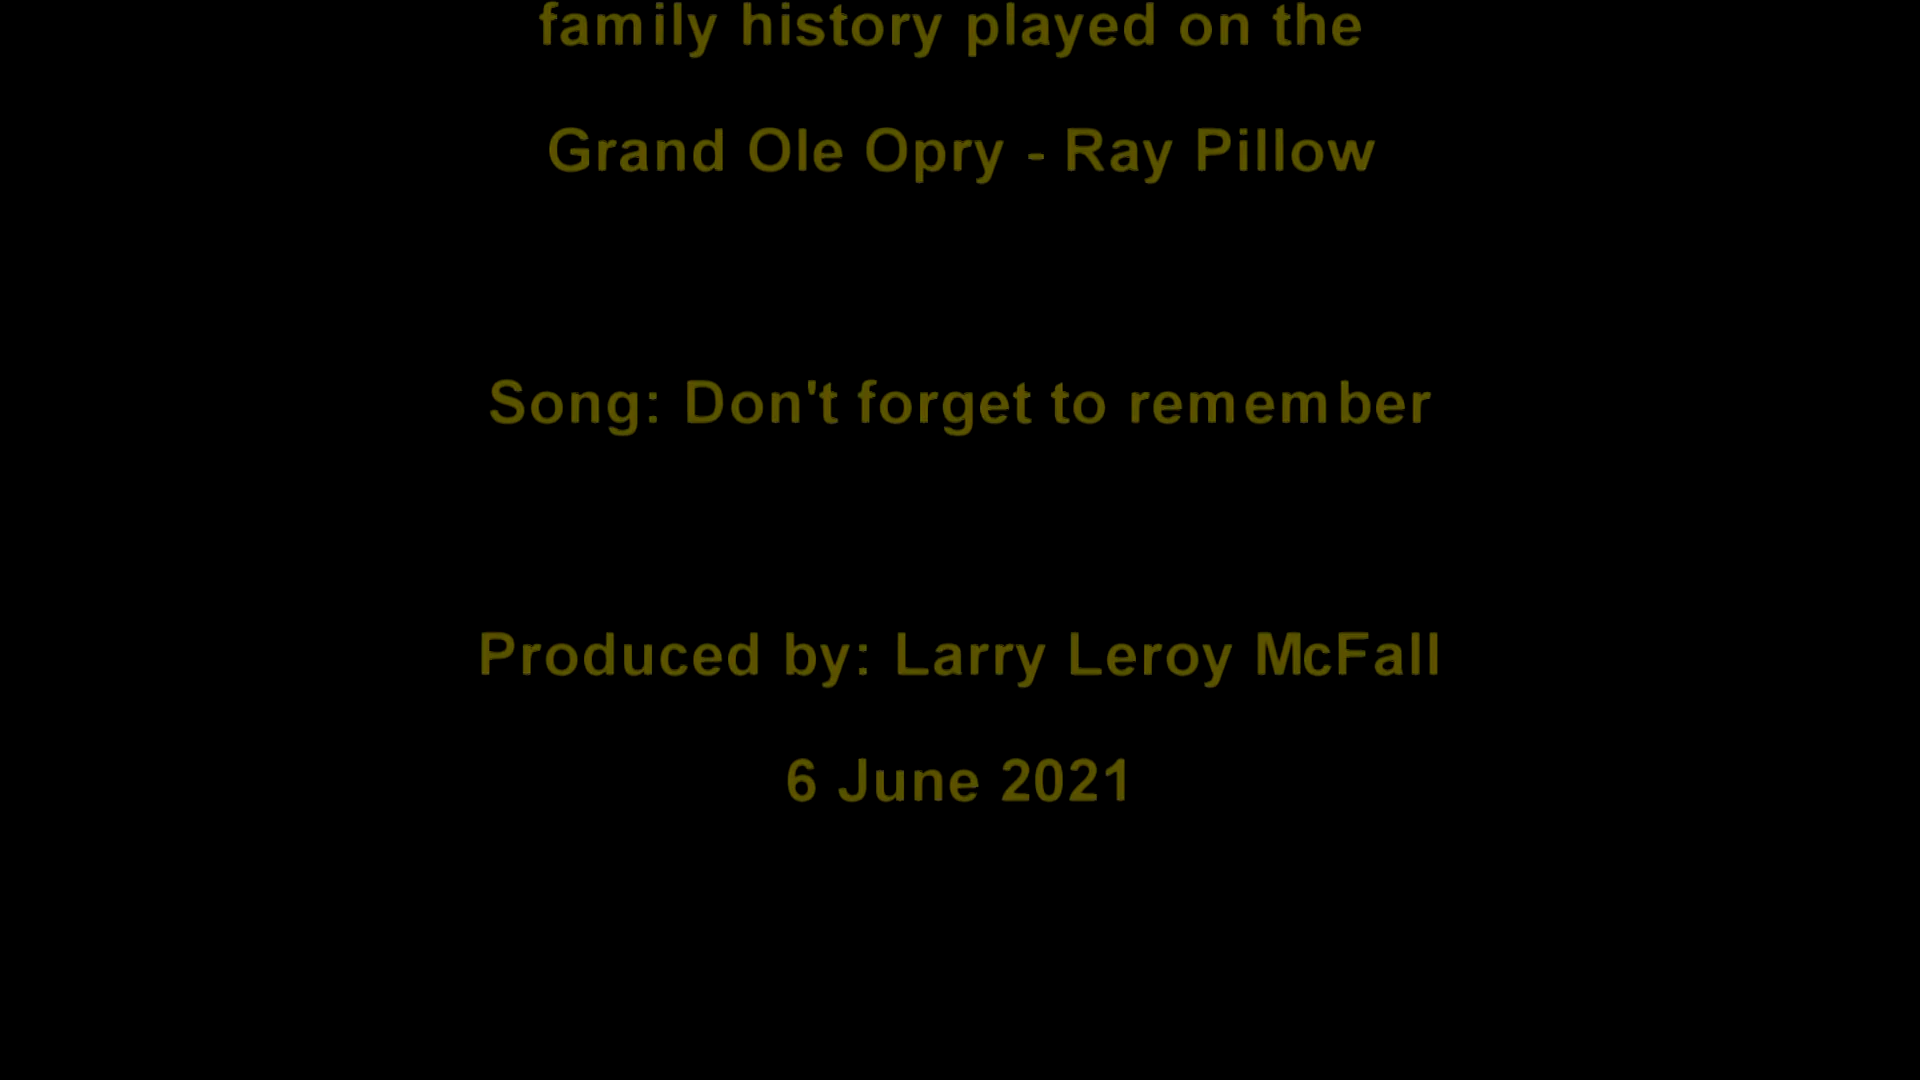 family history played on the
Grand Ole Opry - Ray Pillow
Song: Don't forget to remember
Produced by: Larry Leroy McFall
6 June 2021